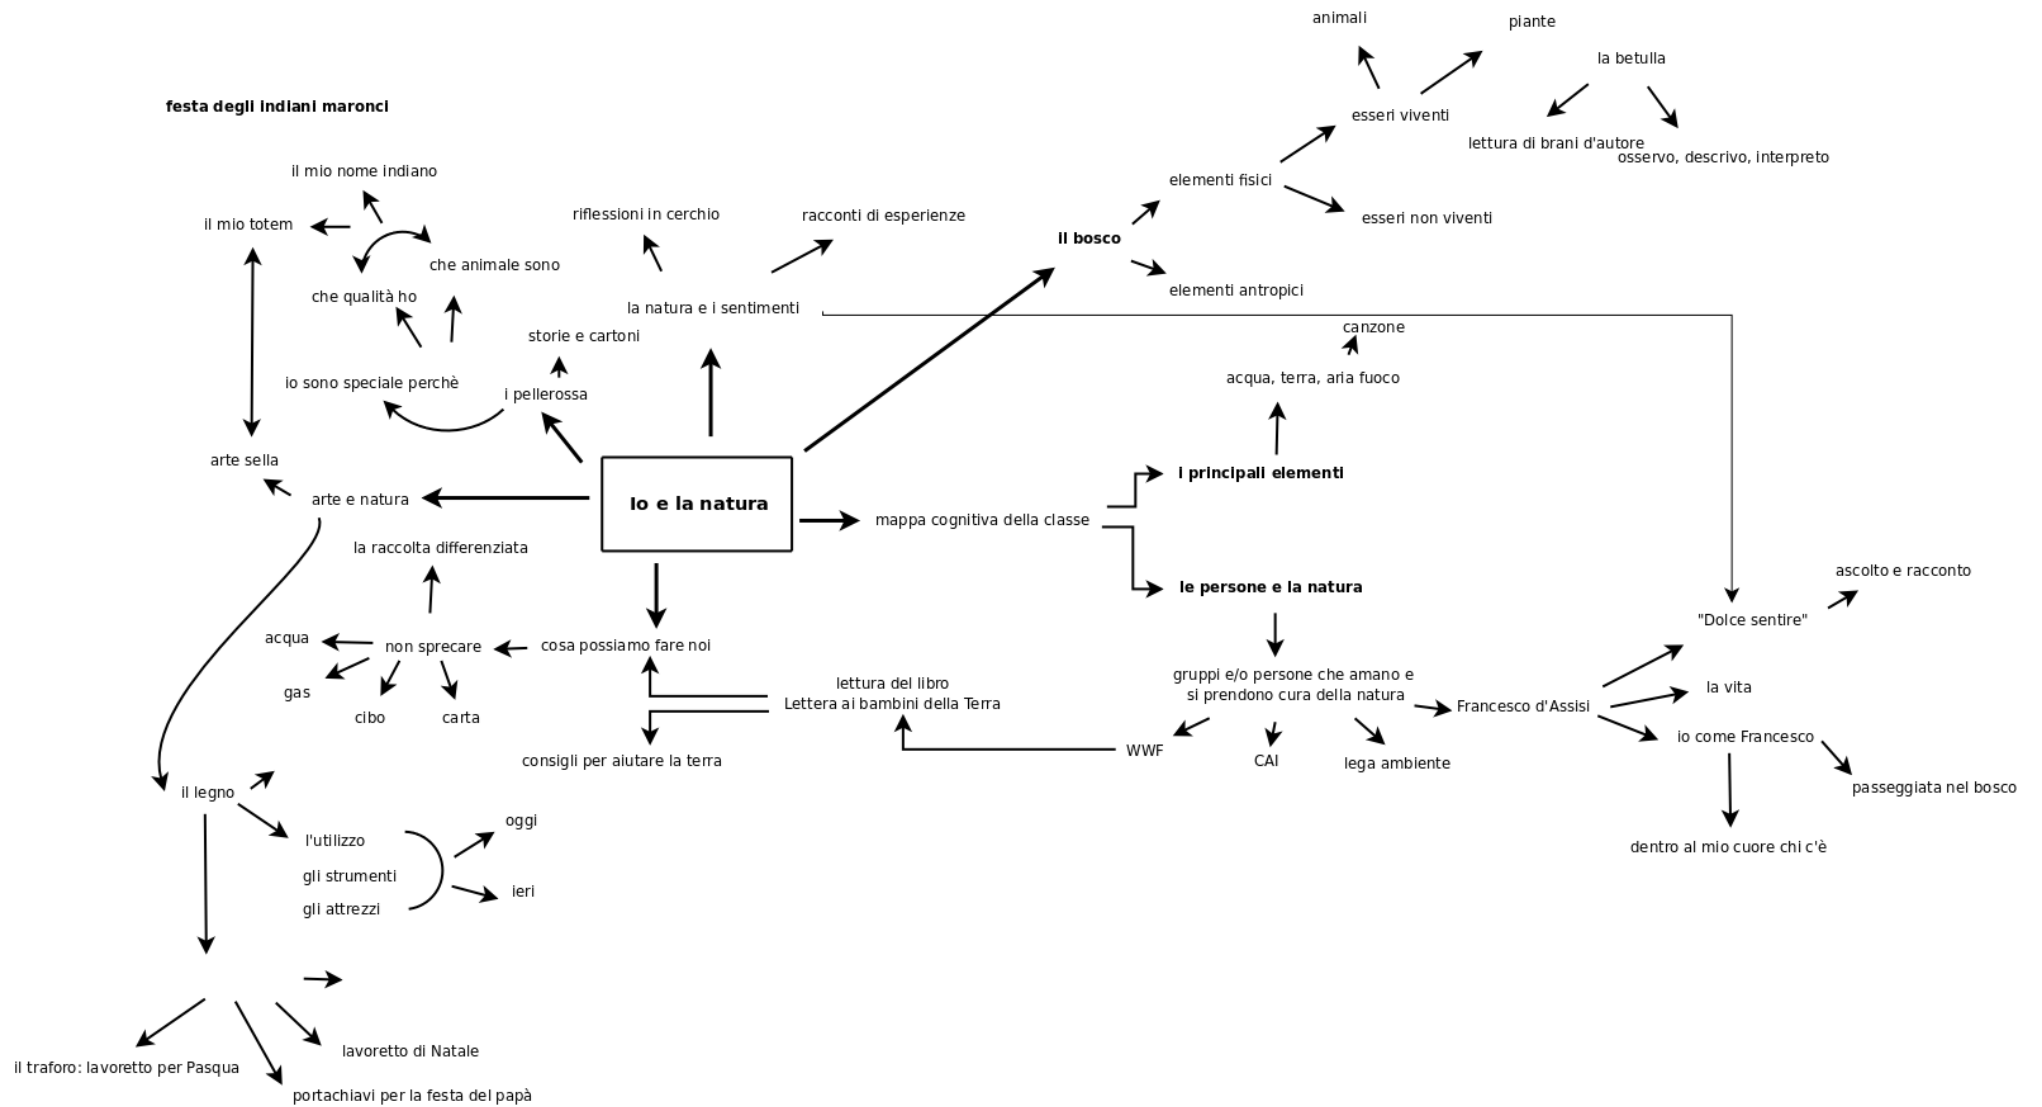 animali
piante
la betulla
festa degli indiani maronci
esseri viventi
lettura di brani d'autore
osservo, descrivo, interpreto
il mio nome indiano
elementi fisici
riflessioni in cerchio
racconti di esperienze
esseri non viventi
il mio totem
il bosco
che animale sono
elementi antropici
che qualità ho
la natura e i sentimenti
canzone
storie e cartoni
acqua, terra, aria fuoco
io sono speciale perchè
i pellerossa
arte sella
i principali elementi
arte e natura
Io e la natura
mappa cognitiva della classe
la raccolta differenziata
ascolto e racconto
le persone e la natura
"Dolce sentire"
acqua
non sprecare
cosa possiamo fare noi
gruppi e/o persone che amano e
si prendono cura della natura
lettura del libro
Lettera ai bambini della Terra
la vita
gas
Francesco d'Assisi
cibo
carta
io come Francesco
WWF
CAI
lega ambiente
consigli per aiutare la terra
passeggiata nel bosco
il legno
oggi
l'utilizzo
dentro al mio cuore chi c'è
gli strumenti
ieri
gli attrezzi
lavoretto di Natale
il traforo: lavoretto per Pasqua
portachiavi per la festa del papà